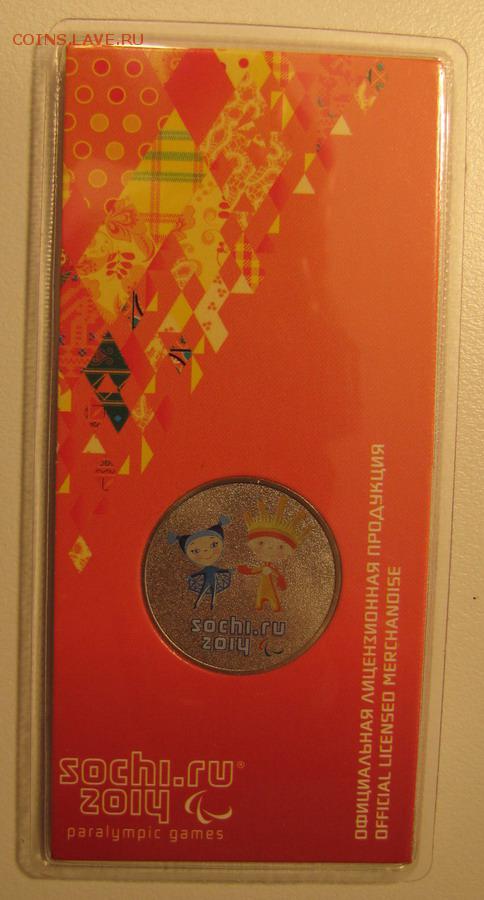 COINS.LAVE.RU
sochi.ru
2014
sochi.ru®
2014
paralympic games
ОФИЦИАЛЬНАЯ ЛИЦЕНЗИОННАЯ ПРОДУКЦИЯ
OFFICIAL LICENSED MERCHANDISE